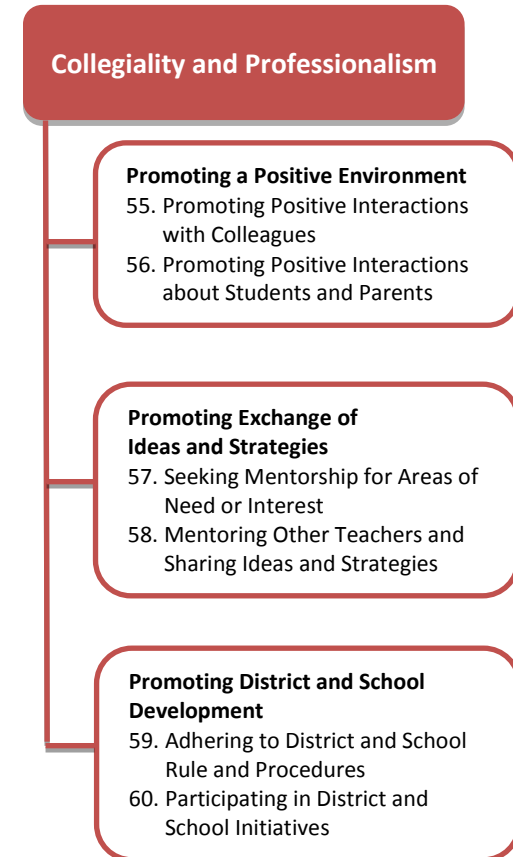 Collegiality and Professionalism
Promoting a Positive Environment
55. Promoting Positive Interactions
with Colleagues
56. Promoting Positive Interactions
about Students and Parents
Promoting Exchange of
Ideas and Strategies
57. Seeking Mentorship for Areas of
Need or Interest
58. Mentoring Other Teachers and
Sharing Ideas and Strategies
Promoting District and School
Development
59. Adhering to District and School
Rule and Procedures
60. Participating in District and
School Initiatives